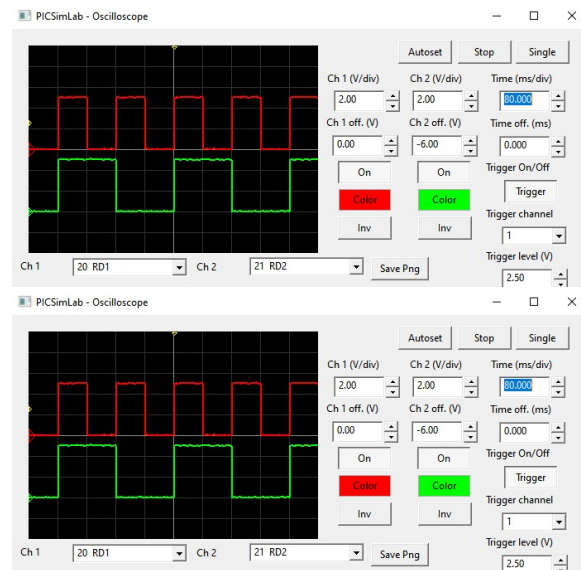 PICSimLab - Oscilloscope
Autoset Stop Single
Ch 1 (V/div) Ch 2 (V/div) Time (ms/div)
2.00 2.00 80.000
Ch 1 off. (V) Ch 2 off. (V) Time off. (ms)
0.00 -6.00 0.000
On On Trigger On/Off
Color Color Trigger
Trigger channel
Inv Inv 1
Trigger level (V)
Ch 1 20 RD1 Ch 2 21 RD2 Save Png 2.50
PICSimLab - Oscilloscope
Autoset Stop Single
Ch 1 (V/div) Ch 2 (V/div) Time (ms/div)
2.00 2.00 80.000
Ch 1 off. (V) Ch 2 off. (V) Time off. (ms)
0.00 -6.00 0.000
On On Trigger On/Off
Color Color Trigger
Trigger channel
Inv Inv 1
Trigger level (V)
Ch 1 20 RD1 Ch 2 21 RD2 Save Png 2.50